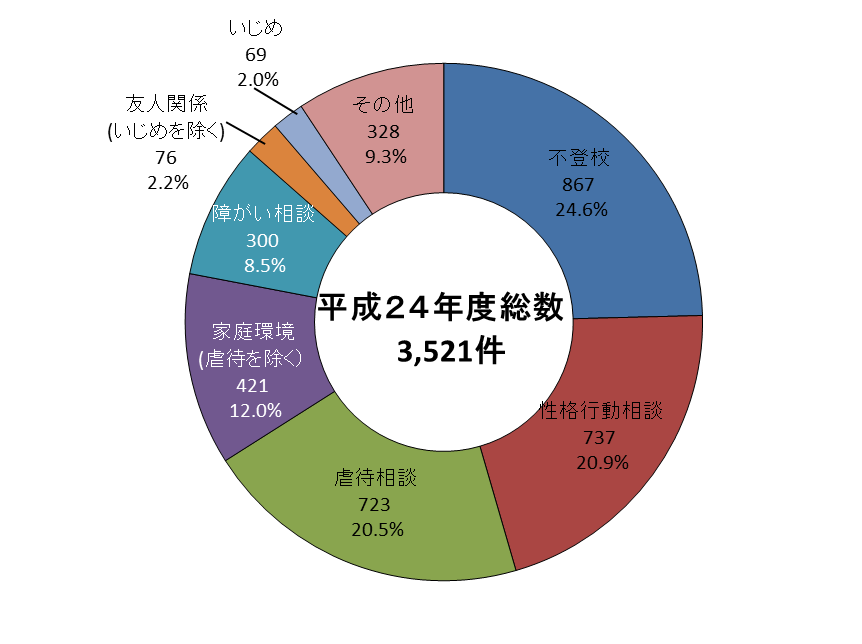 いじめ
69
2.0%
友人関係
(いじめを除く)
76
2.2%
その他
328
9.3%
不登校
867
24.6%
障がい相談
300
8.5%
平成２４年度総数
3,521件
家庭環境
(虐待を除く）
421
12.0%
性格行動相談
737
20.9%
虐待相談
723
20.5%